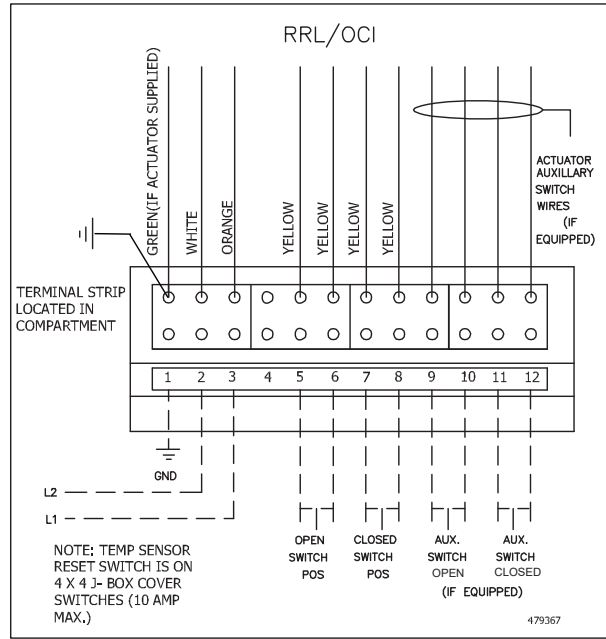 RRL/OCI
GREEN(IF ACTUATOR SUPPLIED)
WHITE
ORANGE
YELLOW
YELLOW
YELLOW
YELLOW
ACTUATOR
AUXILLARY
SWITCH
WIRES
(IF
EQUIPPED)
TERMINAL STRIP
LOCATED IN
COMPARTMENT
1 2 3 4 5 6 7 8 9 10 11 12
GND
L2
L1
OPEN
SWITCH
POS
CLOSED
SWITCH
POS
AUX.
SWITCH
OPEN
AUX.
SWITCH
CLOSED
(IF EQUIPPED)
NOTE: TEMP SENSOR
RESET SWITCH IS ON
4 X 4 J- BOX COVER
SWITCHES (10 AMP
MAX.)
479367